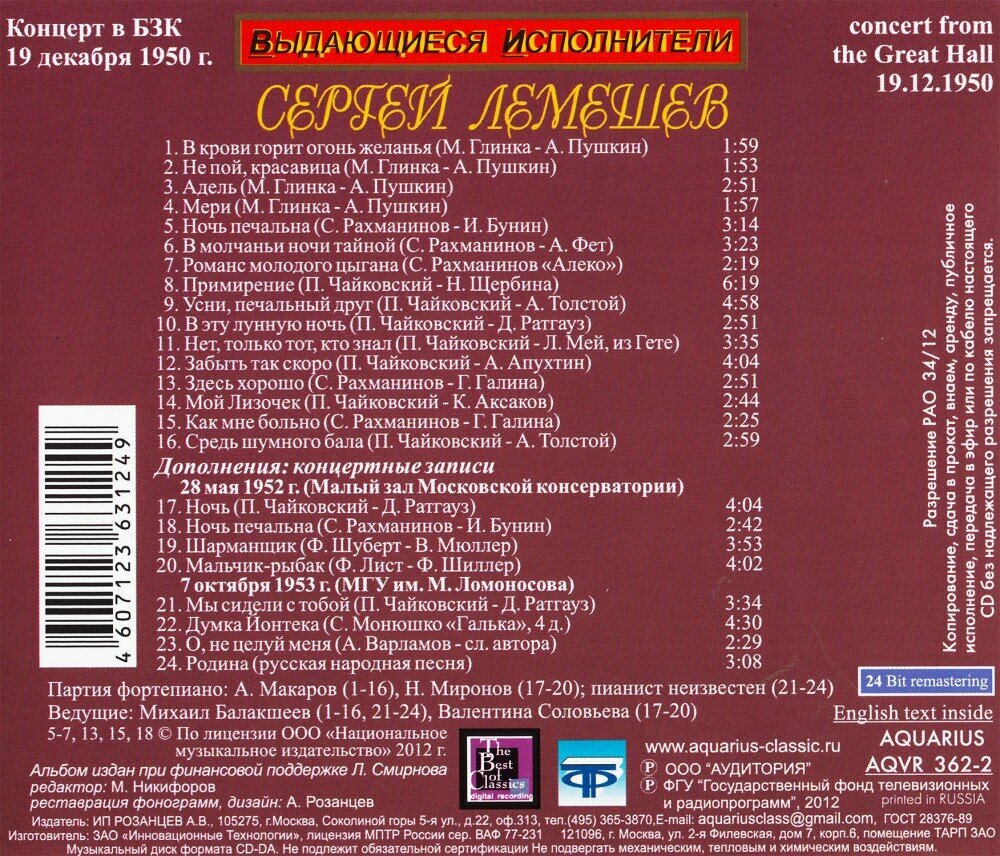 Концерт в БЗК
19 декабря 1950 г.
Выдающиеся Исполнители
concert from
the Great Hall
19.12.1950
СЕРГЕЙ ЛЕМЕШЕВ
1. В крови горит огонь желанья (М. Глинка - А. Пушкин) 1:59
2. Не пой, красавица (М. Глинка - А. Пушкин) 1:53
3. Адель (М. Глинка - А. Пушкин) 2:51
4. Мери (М. Глинка - А. Пушкин) 1:57
5. Ночь печальна (С. Рахманинов - И. Бунин) 3:14
6. В молчаньи ночи тайной (С. Рахманинов - А. Фет) 3:23
7. Романс молодого цыгана (С. Рахманинов «Алеко») 2:19
8. Примирение (П. Чайковский - Н. Щербина) 6:19
9. Усни, печальный друг (П. Чайковский - А. Толстой) 4:58
10. В эту лунную ночь (П. Чайковский - Д. Ратгауз) 2:51
11. Нет, только тот, кто знал (П. Чайковский - Л. Мей, из Гете) 3:35
12. Забыть так скоро (П. Чайковский - А. Апухтин) 4:04
13. Здесь хорошо (С. Рахманинов - Г. Галина) 2:51
14. Мой Лизочек (П. Чайковский - К. Аксаков) 2:44
15. Как мне больно (С. Рахманинов - Г. Галина) 2:25
16. Средь шумного бала (П. Чайковский - А. Толстой) 2:59
Дополнения: концертные записи
28 мая 1952 г. (Малый зал Московской консерватории)
17. Ночь (П. Чайковский - Д. Ратгауз) 4:04
18. Ночь печальна (С. Рахманинов - И. Бунин) 2:42
19. Шарманщик (Ф. Шуберт - В. Мюллер) 3:53
20. Мальчик-рыбак (Ф. Лист - Ф. Шиллер) 4:02
7 октября 1953 г. (МГУ им. М. Ломоносова)
21. Мы сидели с тобой (П. Чайковский - Д. Ратгауз) 3:34
22. Думка Йонтека (С. Монюшко «Галька», 4 д.) 4:30
23. О, не целуй меня (А. Варламов - сл. автора) 2:29
24. Родина (русская народная песня) 3:08
4 607123 631249
Разрешение РАО 34/12
Копирование, сдача в прокат, внаем, аренду, публичное
исполнение, передача в эфир или по кабелю настоящего
CD без надлежащего разрешения запрещается.
Партия фортепиано: А. Макаров (1-16), Н. Миронов (17-20); пианист неизвестен (21-24)
24 Bit remastering
Ведущие: Михаил Балакшеев (1-16, 21-24), Валентина Соловьева (17-20)
English text inside
5-7, 13, 15, 18 © По лицензии ООО «Национальное
музыкальное издательство» 2012 г.
Альбом издан при финансовой поддержке Л. Смирнова
редактор: М. Никифоров
реставрация фонограмм, дизайн: А. Розанцев
The
Best of
Classics
digital recording
www.aquarius-classic.ru
℗ ООО "АУДИТОРИЯ"
℗ ФГУ "Государственный фонд телевизионных
и радиопрограмм", 2012
AQUARIUS
AQVR 362-2
printed in RUSSIA
Издатель: ИП РОЗАНЦЕВ А.В., 105275, г.Москва, Соколиной горы 5-я ул., д.22, оф.313, тел.(495) 365-3870,E-mail: aquariusclass@gmail.com, ГОСТ 28376-89
Изготовитель: ЗАО «Инновационные Технологии», лицензия МПТР России сер. ВАФ 77-231 121096, г. Москва, ул. 2-я Филевская, дом 7, корп.6, помещение ТАРП ЗАО
Музыкальный диск формата CD-DA. Не подлежит обязательной сертификации Не подвергать механическим, тепловым и химическим воздействиям.